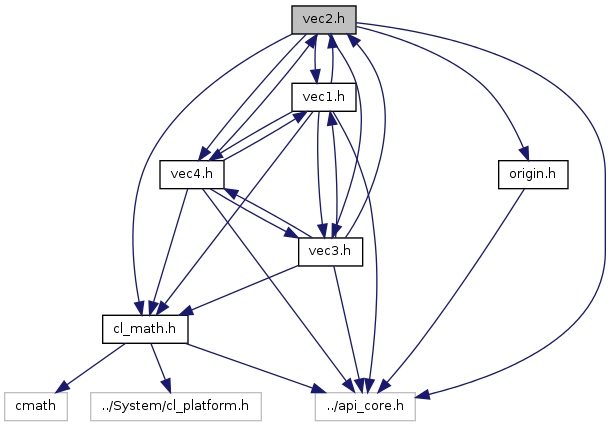 vec2.h
vec1.h
vec4.h
origin.h
vec3.h
cl_math.h
cmath
../System/cl_platform.h
../api_core.h